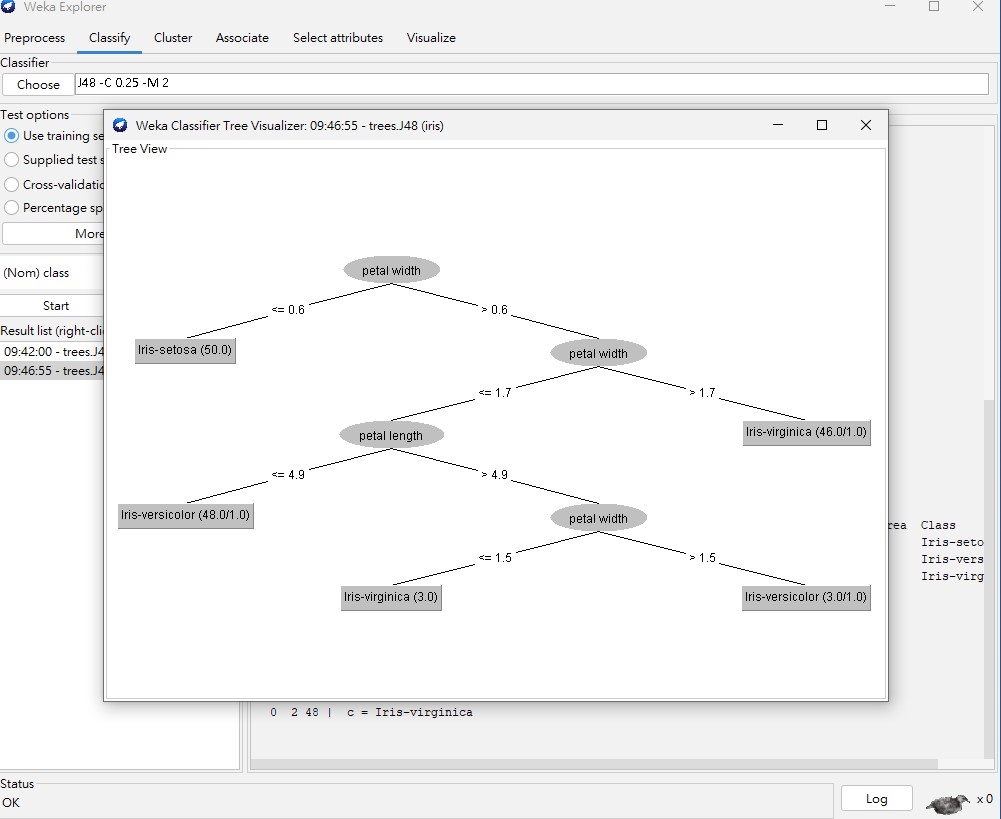 Weka Explorer
Preprocess Classify Cluster Associate Select attributes Visualize
Classifier
Choose J48 -C 0.25 -M 2
Test options
Use training se
Supplied test s
Cross-validatic
Percentage sp
More
(Nom) class
Start
Result list (right-cli
09:42:00 - trees.J4
09:46:55 - trees.J4
Weka Classifier Tree Visualizer: 09:46:55 - trees.J48 (iris)
Tree View
petal width
<= 0.6 > 0.6
Iris-setosa (50.0) petal width
<= 1.7 > 1.7
petal length Iris-virginica (46.0/1.0)
<= 4.9 > 4.9
Iris-versicolor (48.0/1.0) petal width
<= 1.5 > 1.5
Iris-virginica (3.0) Iris-versicolor (3.0/1.0)
rea Class
Iris-seto
Iris-vers
Iris-virg
0 2 48 | c = Iris-virginica
Status
OK
Log
x 0